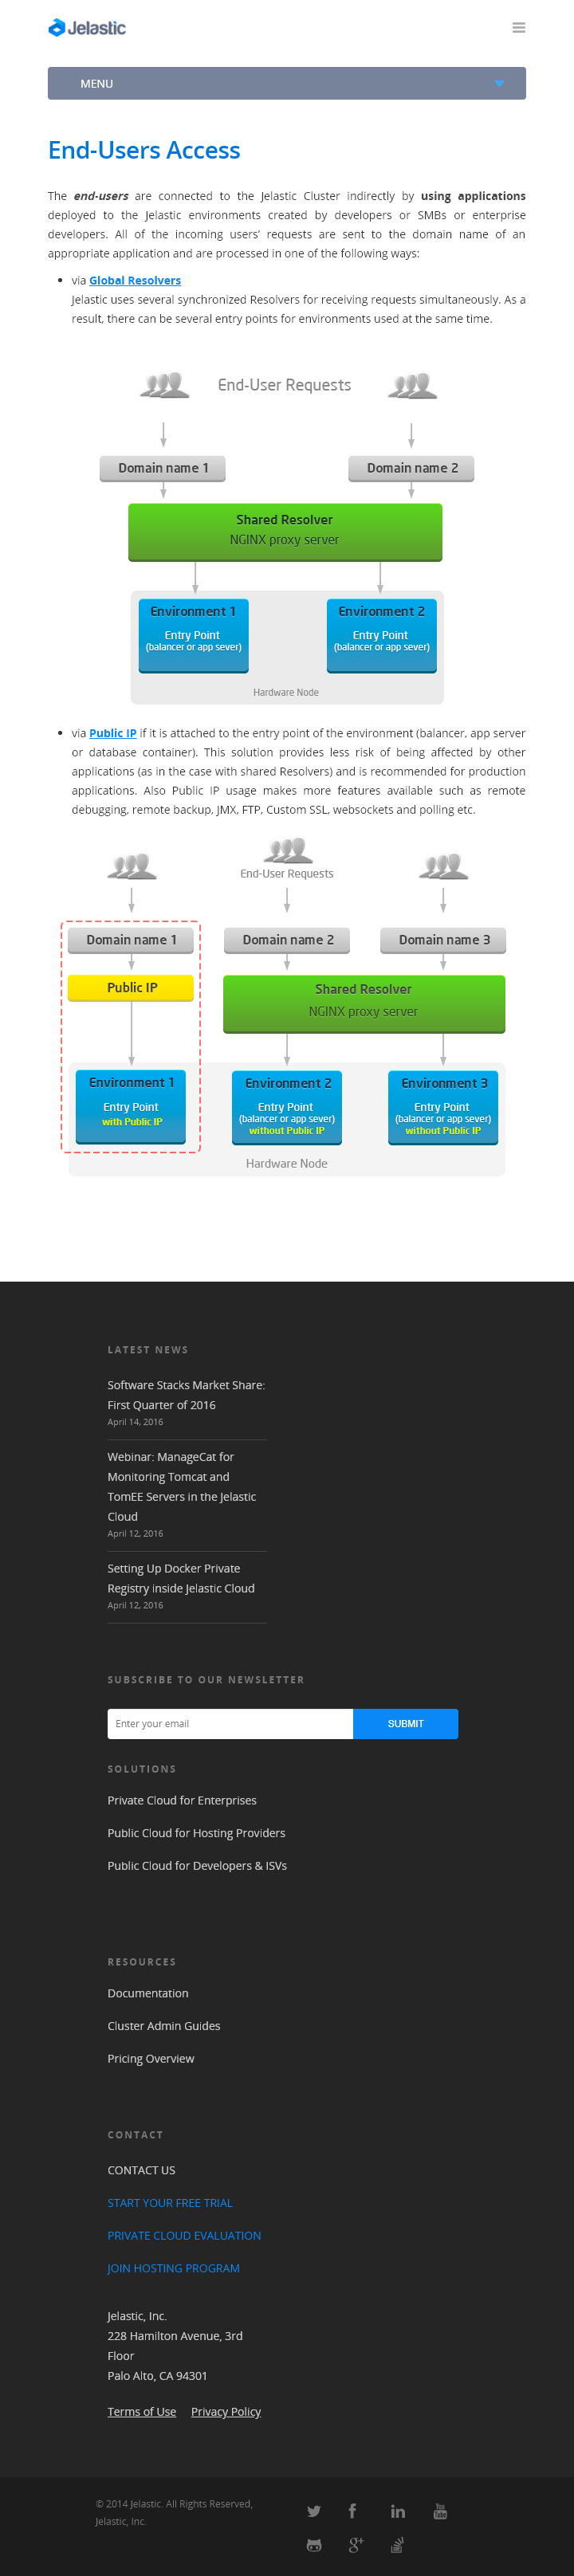 Jelastic
MENU
End-Users Access
The end-users are connected to the Jelastic Cluster indirectly by using applications
deployed to the Jelastic environments created by developers or SMBs or enterprise
developers. All of the incoming users’ requests are sent to the domain name of an
appropriate application and are processed in one of the following ways:
• via Global Resolvers
Jelastic uses several synchronized Resolvers for receiving requests simultaneously. As a
result, there can be several entry points for environments used at the same time.
End-User Requests
Domain name 1
Domain name 2
Shared Resolver
NGINX proxy server
Environment 1
Entry Point
(balancer or app sever)
Environment 2
Entry Point
(balancer or app sever)
Hardware Node
• via Public IP if it is attached to the entry point of the environment (balancer, app server
or database container). This solution provides less risk of being affected by other
applications (as in the case with shared Resolvers) and is recommended for production
applications. Also Public IP usage makes more features available such as remote
debugging, remote backup, JMX, FTP, Custom SSL, websockets and polling etc.
End-User Requests
Domain name 1
Domain name 2
Domain name 3
Public IP
Shared Resolver
NGINX proxy server
Environment 1
Entry Point
with Public IP
Environment 2
Entry Point
(balancer or app sever)
without Public IP
Environment 3
Entry Point
(balancer or app sever)
without Public IP
Hardware Node
LATEST NEWS
Software Stacks Market Share:
First Quarter of 2016
April 14, 2016
Webinar: ManageCat for
Monitoring Tomcat and
TomEE Servers in the Jelastic
Cloud
April 12, 2016
Setting Up Docker Private
Registry inside Jelastic Cloud
April 12, 2016
SUBSCRIBE TO OUR NEWSLETTER
Enter your email
SUBMIT
SOLUTIONS
Private Cloud for Enterprises
Public Cloud for Hosting Providers
Public Cloud for Developers & ISVs
RESOURCES
Documentation
Cluster Admin Guides
Pricing Overview
CONTACT
CONTACT US
START YOUR FREE TRIAL
PRIVATE CLOUD EVALUATION
JOIN HOSTING PROGRAM
Jelastic, Inc.
228 Hamilton Avenue, 3rd
Floor
Palo Alto, CA 94301
Terms of Use Privacy Policy
© 2014 Jelastic. All Rights Reserved,
Jelastic, Inc.